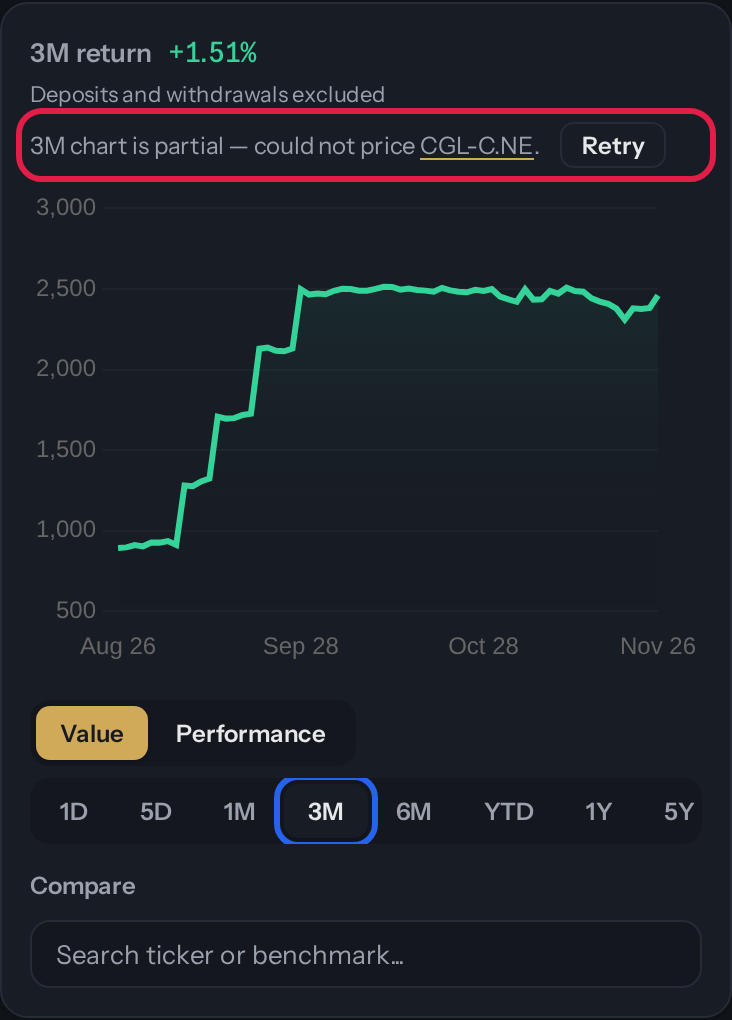 3M return +1.51%
Deposits and withdrawals excluded
3M chart is partial — could not price CGL-C.NE. Retry
3,000
2,500
2,000
1,500
1,000
500
Aug 26 Sep 28 Oct 28 Nov 26
Value Performance
1D 5D 1M 3M 6M YTD 1Y 5Y
Compare
Search ticker or benchmark...